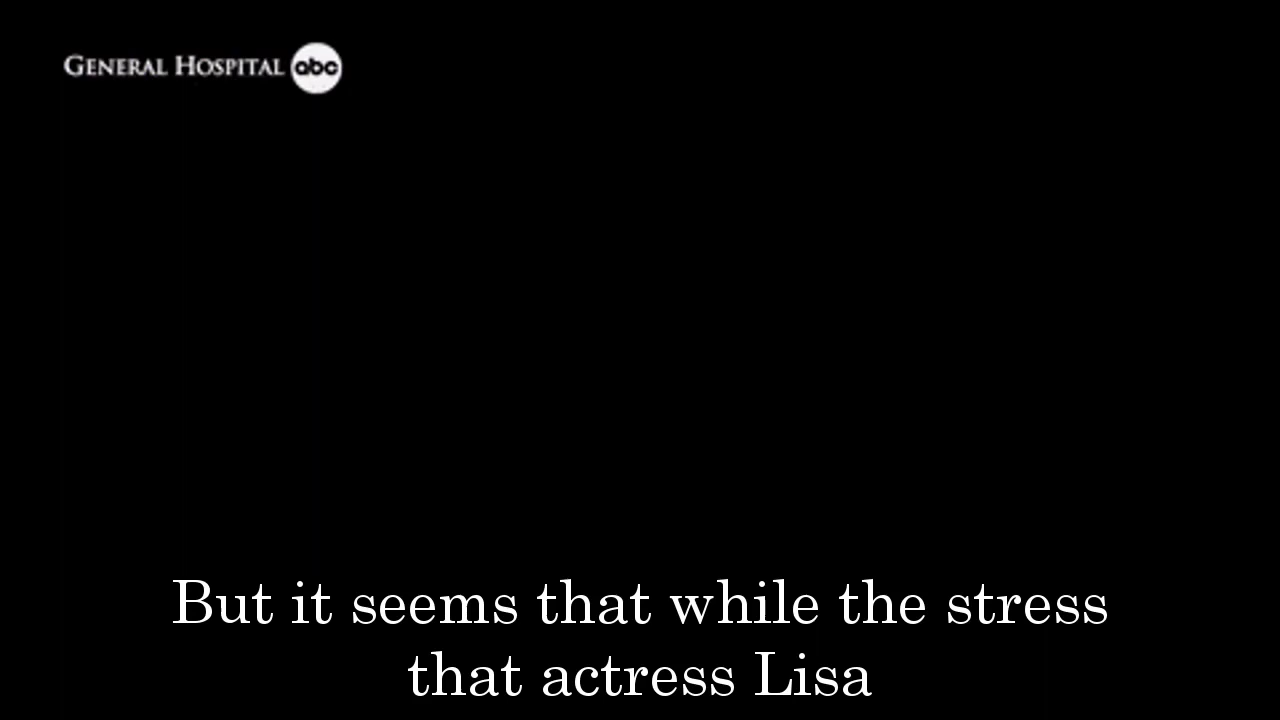 GENERAL HOSPITAL abc
But it seems that while the stress
that actress Lisa